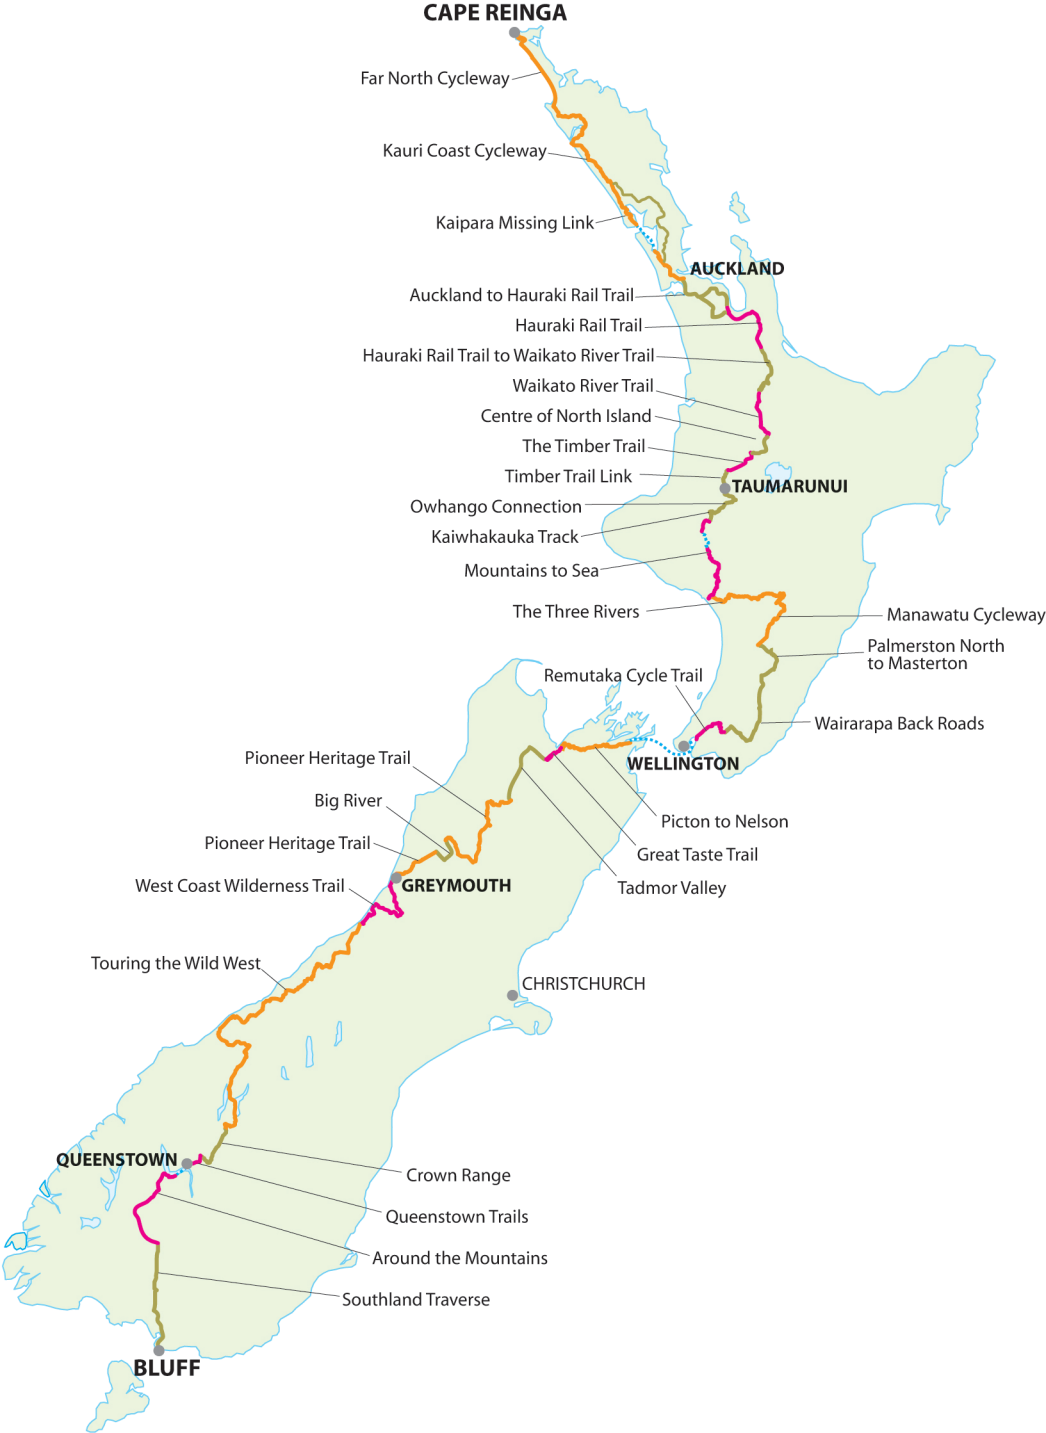 CAPE REINGA
Far North Cycleway
Kauri Coast Cycleway
Kaipara Missing Link
AUCKLAND
Auckland to Hauraki Rail Trail
Hauraki Rail Trail
Hauraki Rail Trail to Waikato River Trail
Waikato River Trail
Centre of North Island
The Timber Trail
Timber Trail Link
TAUMARUNUI
Owhango Connection
Kaiwhakauka Track
Mountains to Sea
The Three Rivers
Manawatu Cycleway
Palmerston North
to Masterton
Remutaka Cycle Trail
Wairarapa Back Roads
WELLINGTON
Pioneer Heritage Trail
Big River
Picton to Nelson
Pioneer Heritage Trail
Great Taste Trail
West Coast Wilderness Trail
GREYMOUTH
Tadmor Valley
Touring the Wild West
CHRISTCHURCH
QUEENSTOWN
Crown Range
Queenstown Trails
Around the Mountains
Southland Traverse
BLUFF